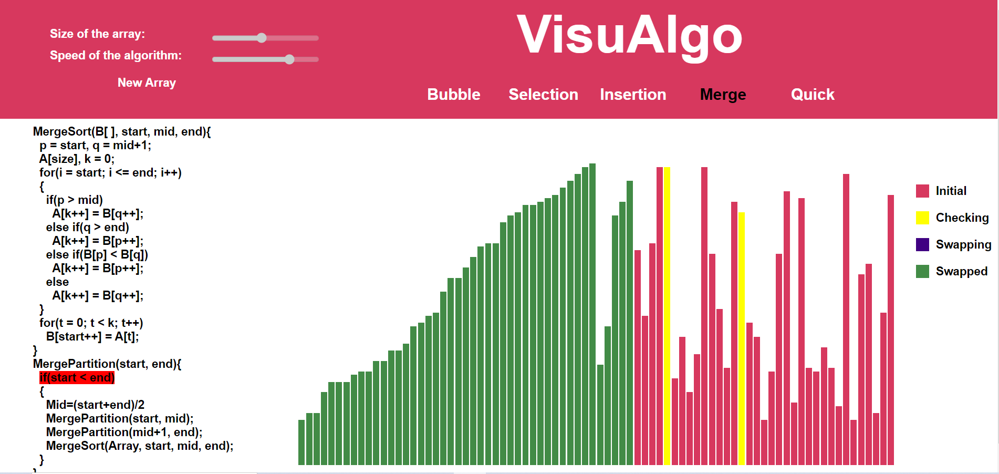 Size of the array:
Speed of the algorithm:
New Array
VisuAlgo
Bubble Selection Insertion Merge Quick
MergeSort(B[ ], start, mid, end){
p = start, q = mid+1;
A[size], k = 0;
for(i = start; i <= end; i++)
{
if(p > mid)
A[k++] = B[q++];
else if(q > end)
A[k++] = B[p++];
else if(B[p] < B[q])
A[k++] = B[p++];
else
A[k++] = B[q++];
}
for(t = 0; t < k; t++)
B[start++] = A[t];
}
MergePartition(start, end){
if(start < end)
{
Mid=(start+end)/2
MergePartition(start, mid);
MergePartition(mid+1, end);
MergeSort(Array, start, mid, end);
}
Initial
Checking
Swapping
Swapped